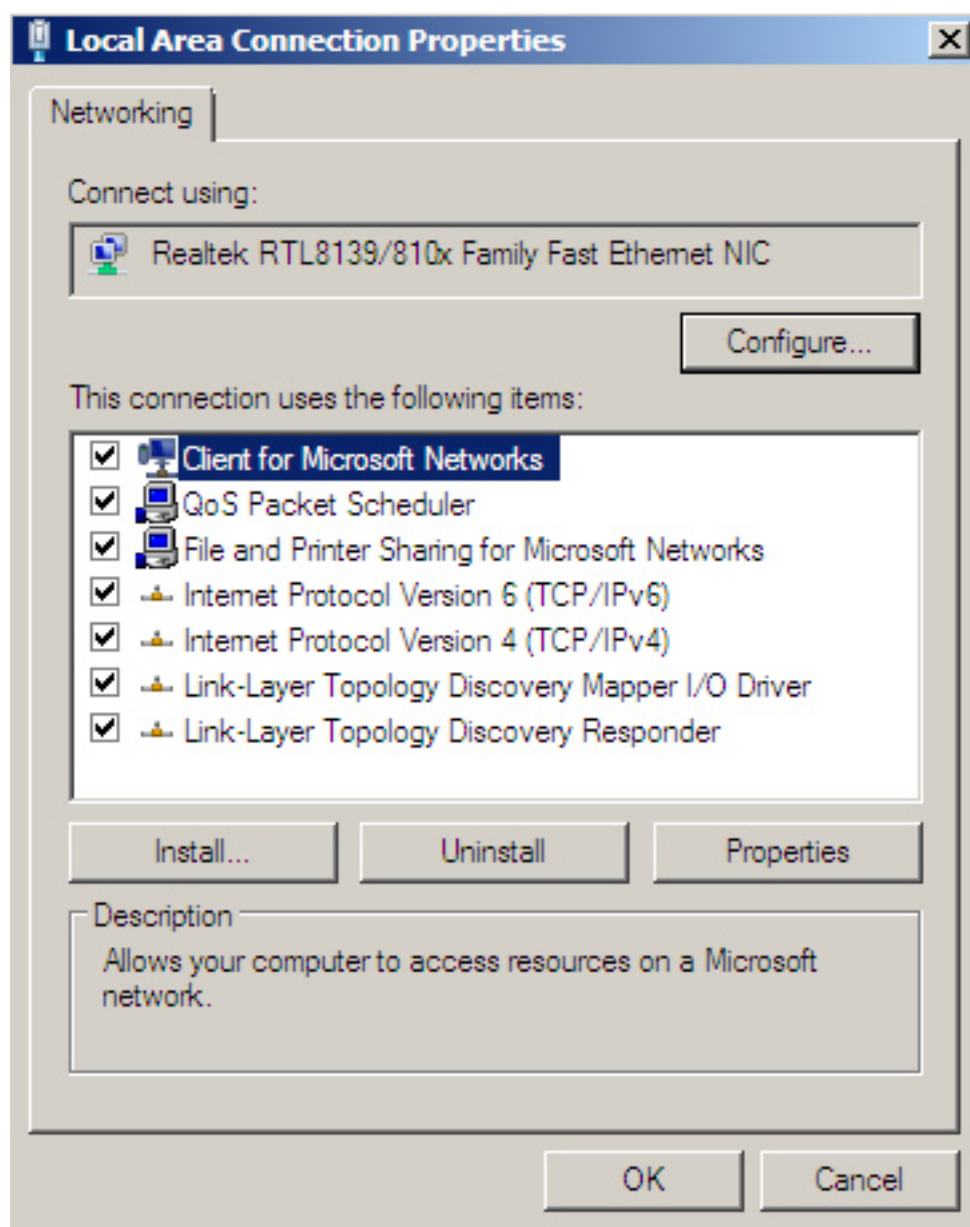 Local Area Connection Properties
Networking
Connect using:
Realtek RTL8139/810x Family Fast Ethernet NIC
Configure...
This connection uses the following items:
Client for Microsoft Networks
QoS Packet Scheduler
File and Printer Sharing for Microsoft Networks
Internet Protocol Version 6 (TCP/IPv6)
Internet Protocol Version 4 (TCP/IPv4)
Link-Layer Topology Discovery Mapper I/O Driver
Link-Layer Topology Discovery Responder
Install...
Uninstall
Properties
Description
Allows your computer to access resources on a Microsoft
network.
OK
Cancel